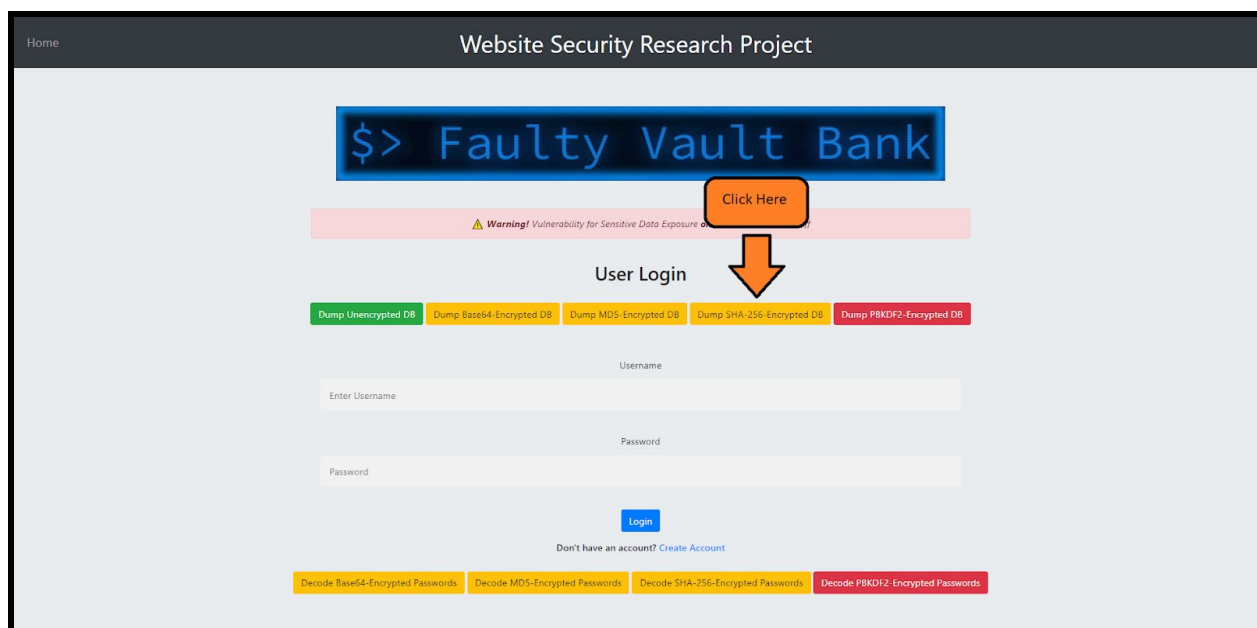 Home
Website Security Research Project
$> Faulty Vault Bank
Click Here
⚠ Warning! Vulnerability for Sensitive Data Exposure
User Login
Dump Unencrypted DB Dump Base64-Encrypted DB Dump MD5-Encrypted DB Dump SHA-256-Encrypted DB Dump PBKDF2-Encrypted DB
Username
Enter Username
Password
Password
Login
Don't have an account? Create Account
Decode Base64-Encrypted Passwords Decode MD5-Encrypted Passwords Decode SHA-256-Encrypted Passwords Decode PBKDF2-Encrypted Passwords